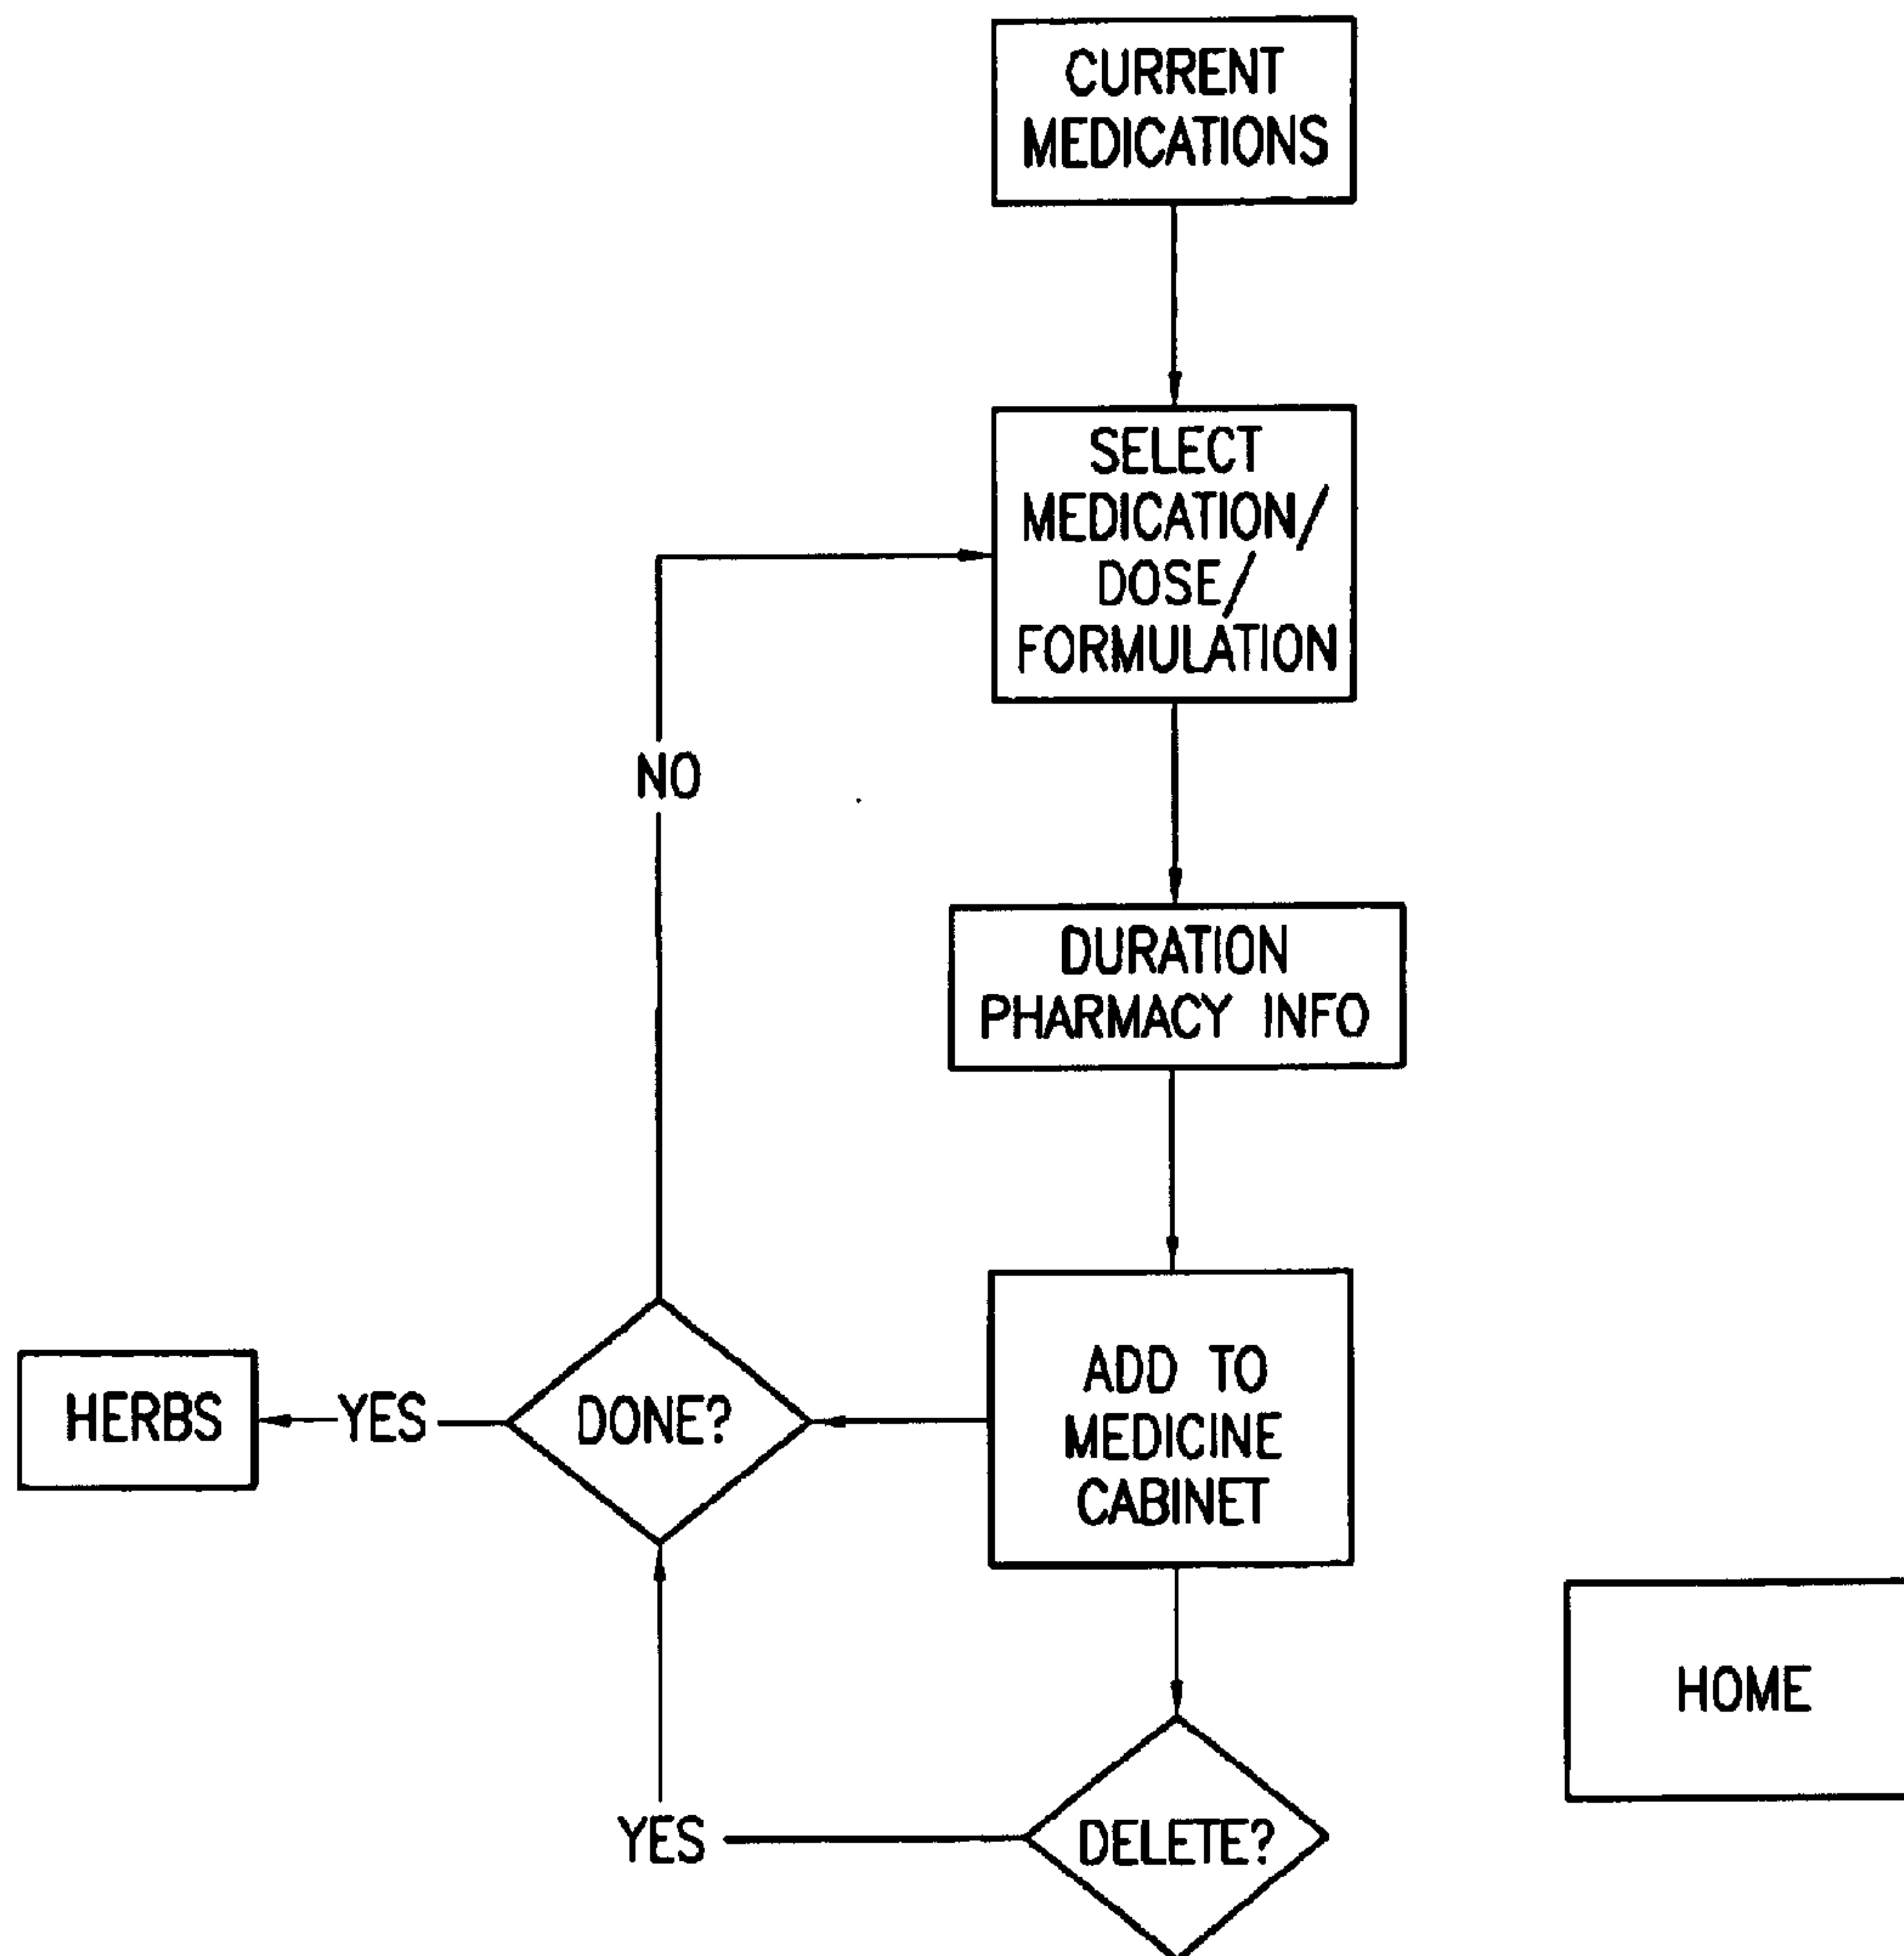 CURRENT
MEDICATIONS
SELECT
MEDICATION/
DOSE/
FORMULATION
NO
DURATION
PHARMACY INFO
ADD TO
MEDICINE
CABINET
HERBS
YES
DONE?
HOME
YES
DELETE?